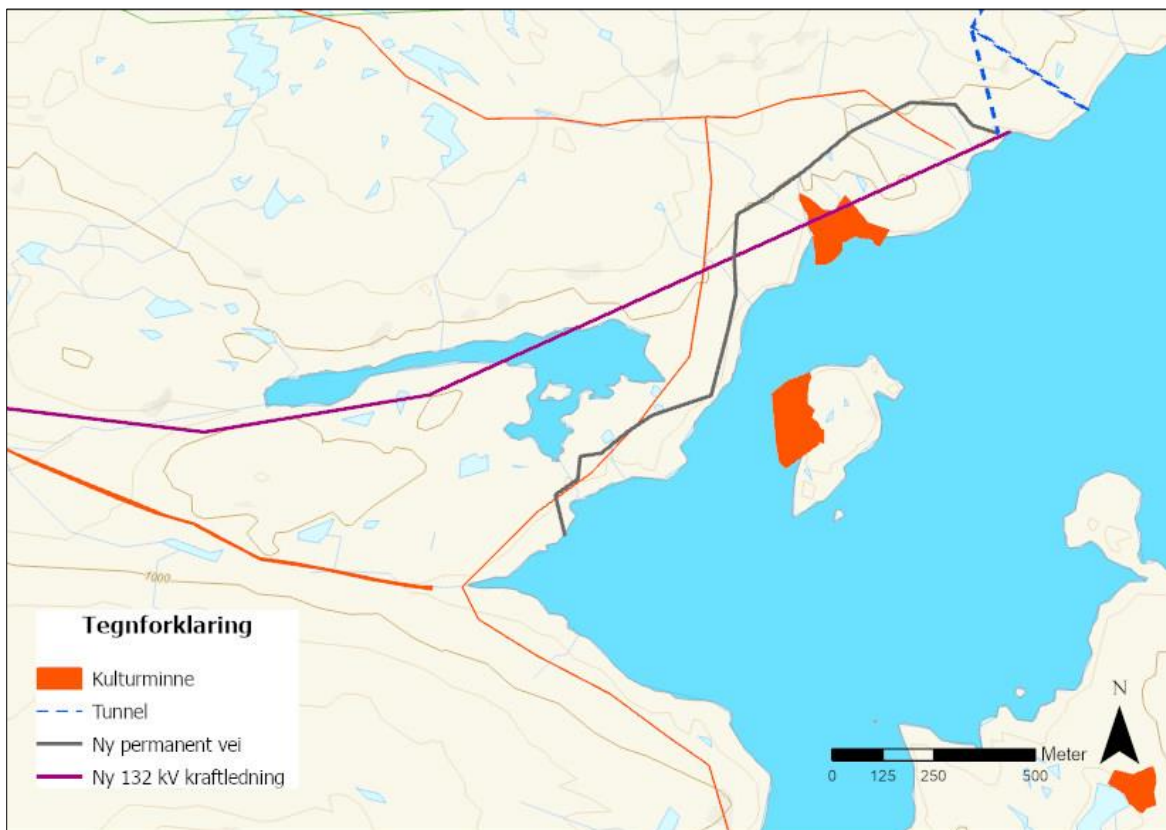 1000
Tegnforklaring
Kulturminne
Tunnel
Ny permanent vei
Ny 132 kV kraftledning
N
Meter
0 125 250 500